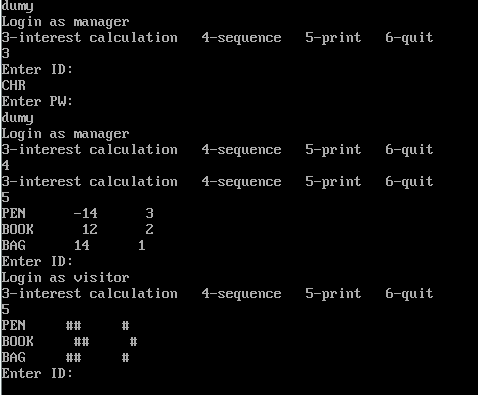 dumy
Login as manager
3-interest calculation   4-sequence   5-print   6-quit
3
Enter ID:
CHR
Enter PW:
dumy
Login as manager
3-interest calculation   4-sequence   5-print   6-quit
4
3-interest calculation   4-sequence   5-print   6-quit
5
PEN      -14      3
BOOK      12      2
BAG      14      1
Enter ID:
Login as visitor
3-interest calculation   4-sequence   5-print   6-quit
5
PEN     ##     #
BOOK     ##     #
BAG     ##     #
Enter ID: